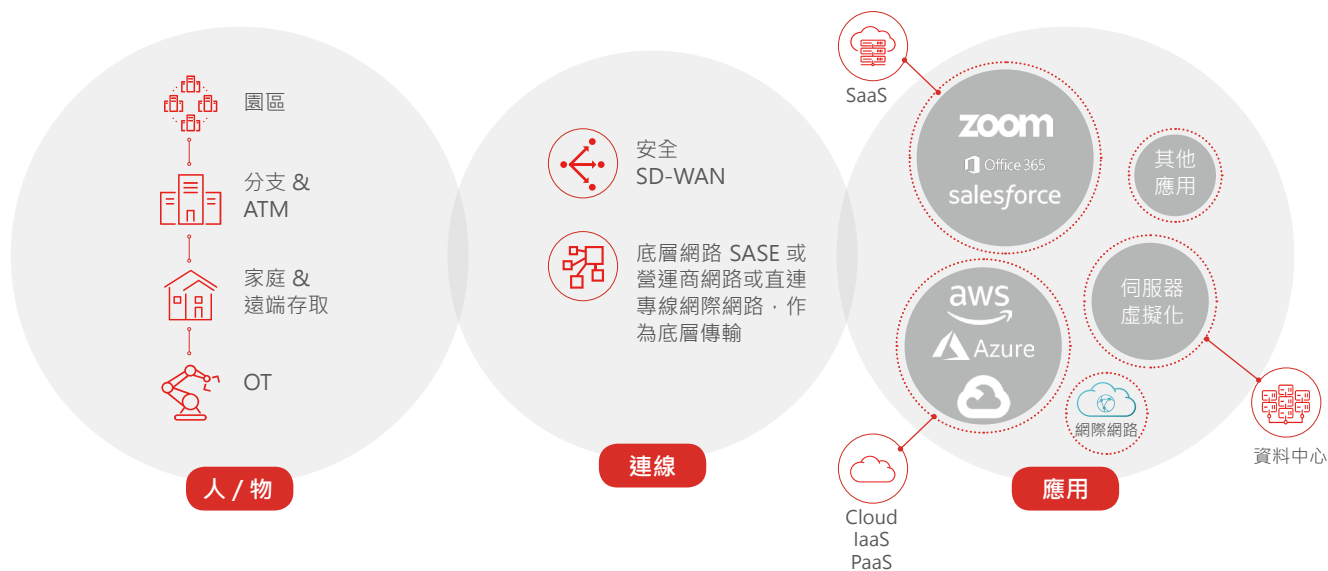 園區
分支 &
ATM
家庭 &
遠端存取
OT
人 / 物
安全
SD-WAN
底層網路 SASE 或
營運商網路或直連
專線網際網路，作
為底層傳輸
連線
SaaS
zoom
Office 365
salesforce
其他
應用
aws
Azure
伺服器
虛擬化
網際網路
資料中心
Cloud
IaaS
PaaS
應用